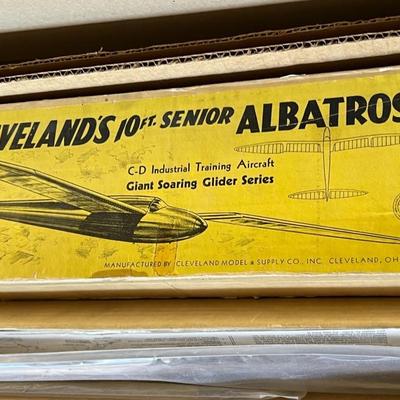 VELAND'S 10 FT. SENIOR ALBATROS
C-D Industrial Training Aircraft
Giant Soaring Glider Series
MANUFACTURED BY CLEVELAND MODEL & SUPPLY CO., INC. CLEVELAND, OH